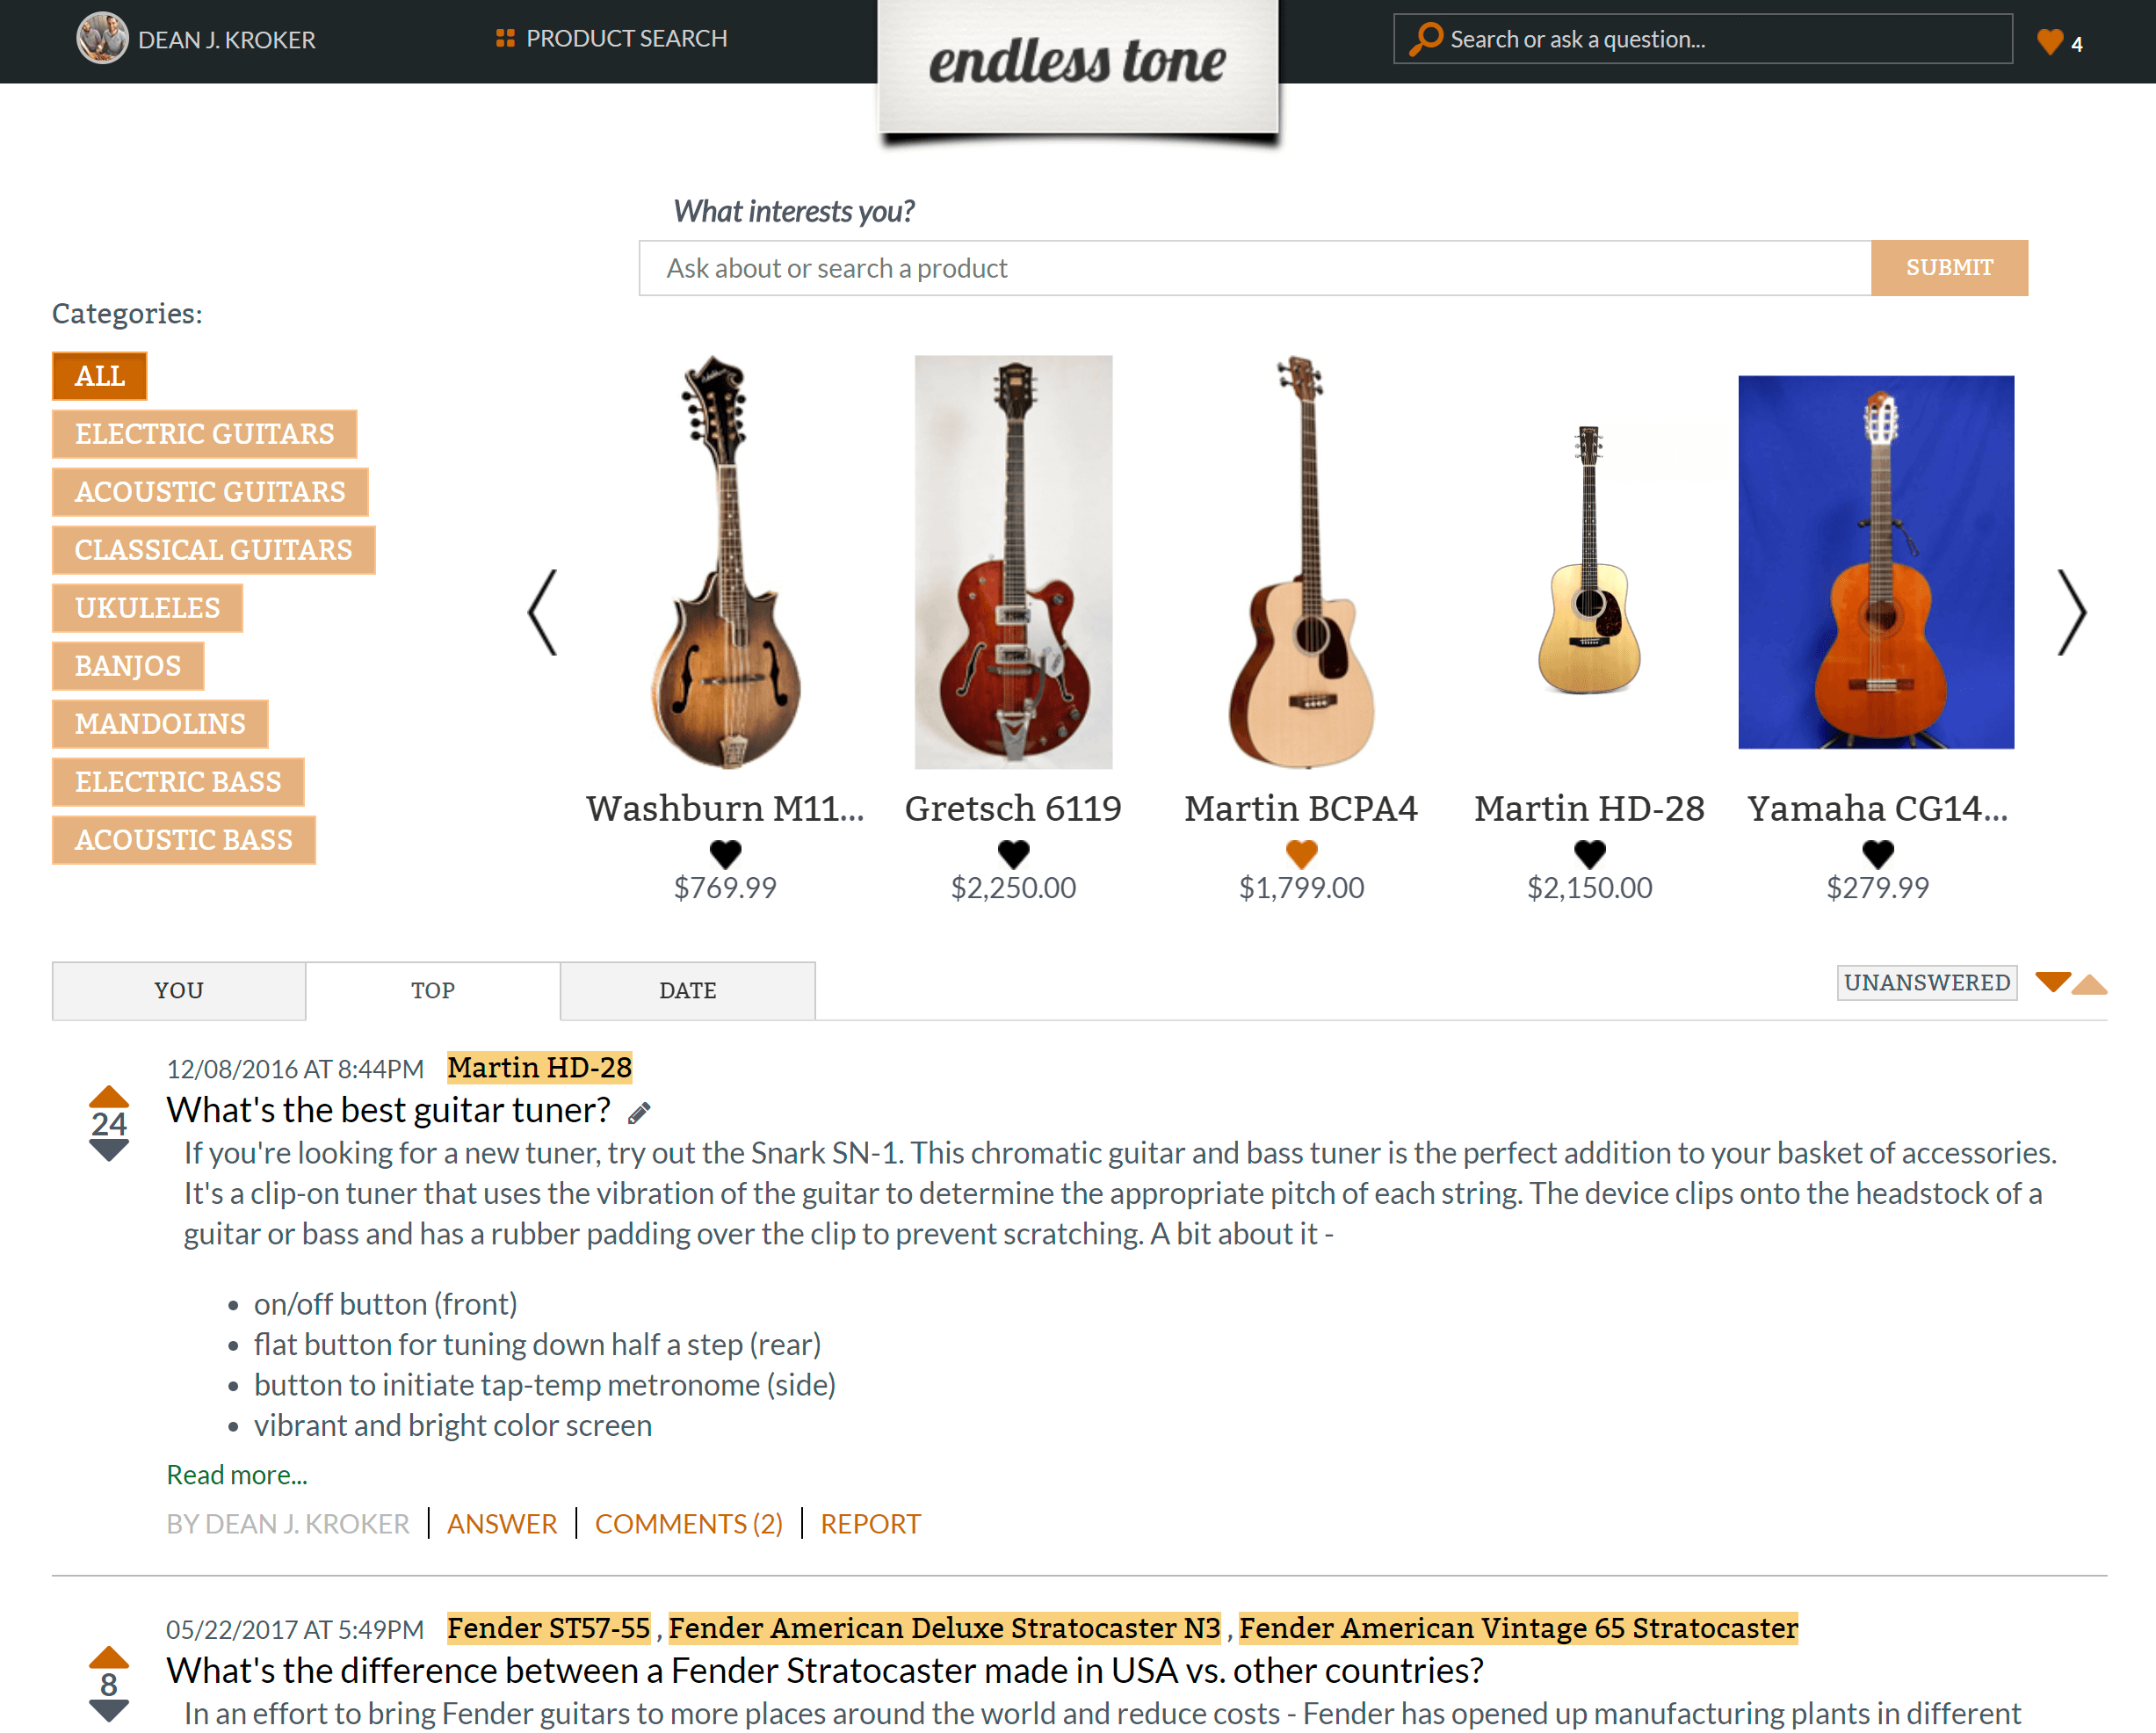 DEAN J. KROKER
PRODUCT SEARCH
endless tone
Search or ask a question...
4
What interests you?
Ask about or search a product
SUBMIT
Categories:
ALL
ELECTRIC GUITARS
ACOUSTIC GUITARS
CLASSICAL GUITARS
UKULELES
BANJOS
MANDOLINS
ELECTRIC BASS
ACOUSTIC BASS
Washburn M11...
$769.99
Gretsch 6119
$2,250.00
Martin BCPA4
$1,799.00
Martin HD-28
$2,150.00
Yamaha CG14...
$279.99
YOU
TOP
DATE
UNANSWERED
12/08/2016 AT 8:44PM Martin HD-28
24
What's the best guitar tuner?
If you're looking for a new tuner, try out the Snark SN-1. This chromatic guitar and bass tuner is the perfect addition to your basket of accessories.
It's a clip-on tuner that uses the vibration of the guitar to determine the appropriate pitch of each string. The device clips onto the headstock of a
guitar or bass and has a rubber padding over the clip to prevent scratching. A bit about it -
• on/off button (front)
• flat button for tuning down half a step (rear)
• button to initiate tap-temp metronome (side)
• vibrant and bright color screen
Read more...
BY DEAN J. KROKER | ANSWER | COMMENTS (2) | REPORT
05/22/2017 AT 5:49PM Fender ST57-55 , Fender American Deluxe Stratocaster N3 , Fender American Vintage 65 Stratocaster
8
What's the difference between a Fender Stratocaster made in USA vs. other countries?
In an effort to bring Fender guitars to more places around the world and reduce costs - Fender has opened up manufacturing plants in different